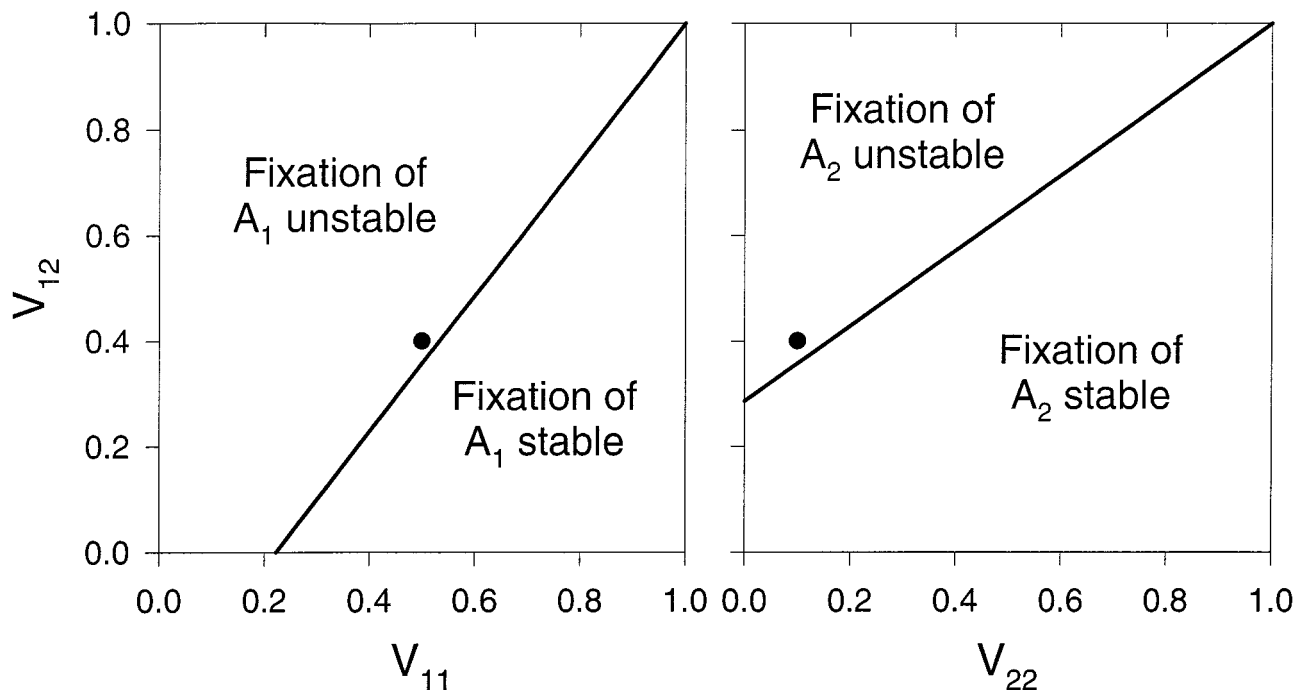 1.0
0.8
0.6
0.4
0.2
0.0
V₁₂
Fixation of
A₁ unstable
Fixation of
A₁ stable
0.0 0.2 0.4 0.6 0.8 1.0
V₁₁
Fixation of
A₂ unstable
Fixation of
A₂ stable
0.0 0.2 0.4 0.6 0.8 1.0
V₂₂